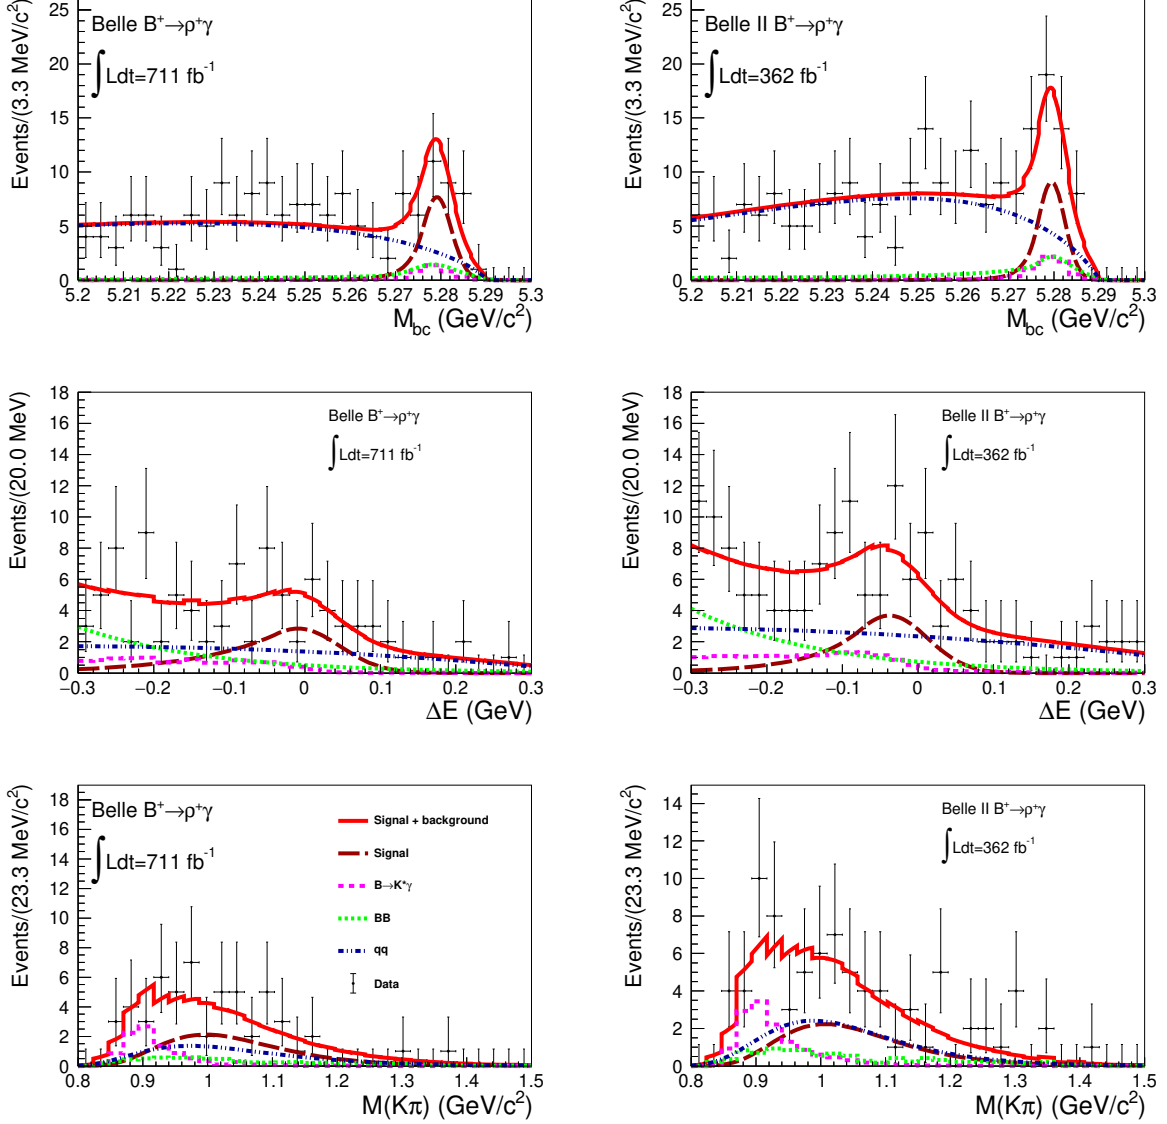 Events/(3.3 MeV/c²)
25
20
15
10
5
0
Belle B⁺→ρ⁺γ
∫Ldt=711 fb⁻¹
5.2 5.21 5.22 5.23 5.24 5.25 5.26 5.27 5.28 5.29 5.3
M_bc (GeV/c²)
Events/(3.3 MeV/c²)
25
20
15
10
5
0
Belle II B⁺→ρ⁺γ
∫Ldt=362 fb⁻¹
5.2 5.21 5.22 5.23 5.24 5.25 5.26 5.27 5.28 5.29 5.3
M_bc (GeV/c²)
Events/(20.0 MeV)
18
16
14
12
10
8
6
4
2
0
Belle B⁺→ρ⁺γ
∫Ldt=711 fb⁻¹
−0.3 −0.2 −0.1 0 0.1 0.2 0.3
ΔE (GeV)
Events/(20.0 MeV)
18
16
14
12
10
8
6
4
2
0
Belle II B⁺→ρ⁺γ
∫Ldt=362 fb⁻¹
−0.3 −0.2 −0.1 0 0.1 0.2 0.3
ΔE (GeV)
Events/(23.3 MeV/c²)
18
16
14
12
10
8
6
4
2
0
Belle B⁺→ρ⁺γ
∫Ldt=711 fb⁻¹
Signal + background
Signal
B→K*γ
BB
qq
Data
0.8 0.9 1 1.1 1.2 1.3 1.4 1.5
M(Kπ) (GeV/c²)
Events/(23.3 MeV/c²)
14
12
10
8
6
4
2
0
Belle II B⁺→ρ⁺γ
∫Ldt=362 fb⁻¹
0.8 0.9 1 1.1 1.2 1.3 1.4 1.5
M(Kπ) (GeV/c²)